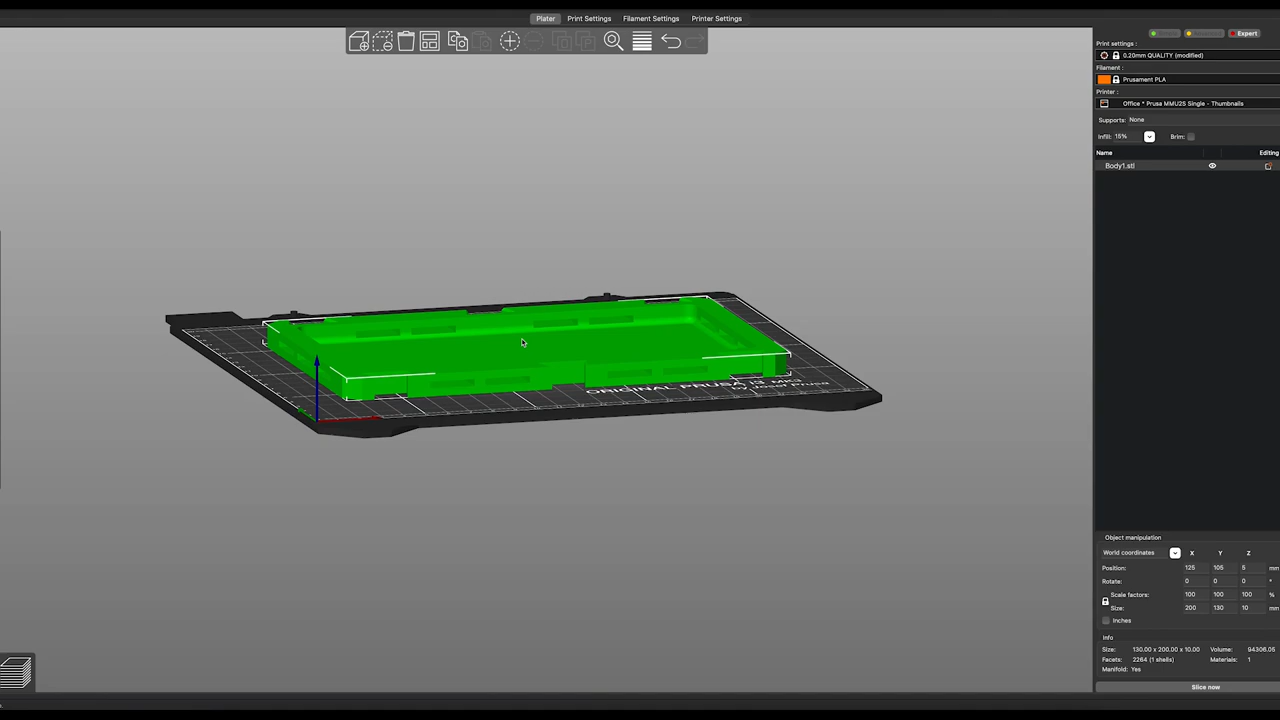 Plater Print Settings Filament Settings Printer Settings
Expert
Print settings :
0.20mm QUALITY (modified)
Filament :
Prusament PLA
Printer :
Office * Prusa MMU2S Single - Thumbnails
Supports: None
Infill: 15% Brim:
Name Editing
Body1.stl
ORIGINAL PRUSA i3 MK3
by Josef Prusa
Object manipulation
World coordinates X Y Z
Position: 125 105 5 mm
Rotate: 0 0 0 °
Scale factors: 100 100 100 %
Size: 200 130 10 mm
Inches
Info
Size: 130.00 x 200.00 x 10.00 Volume: 94306.05
Facets: 2264 (1 shells) Materials: 1
Manifold: Yes
Slice now